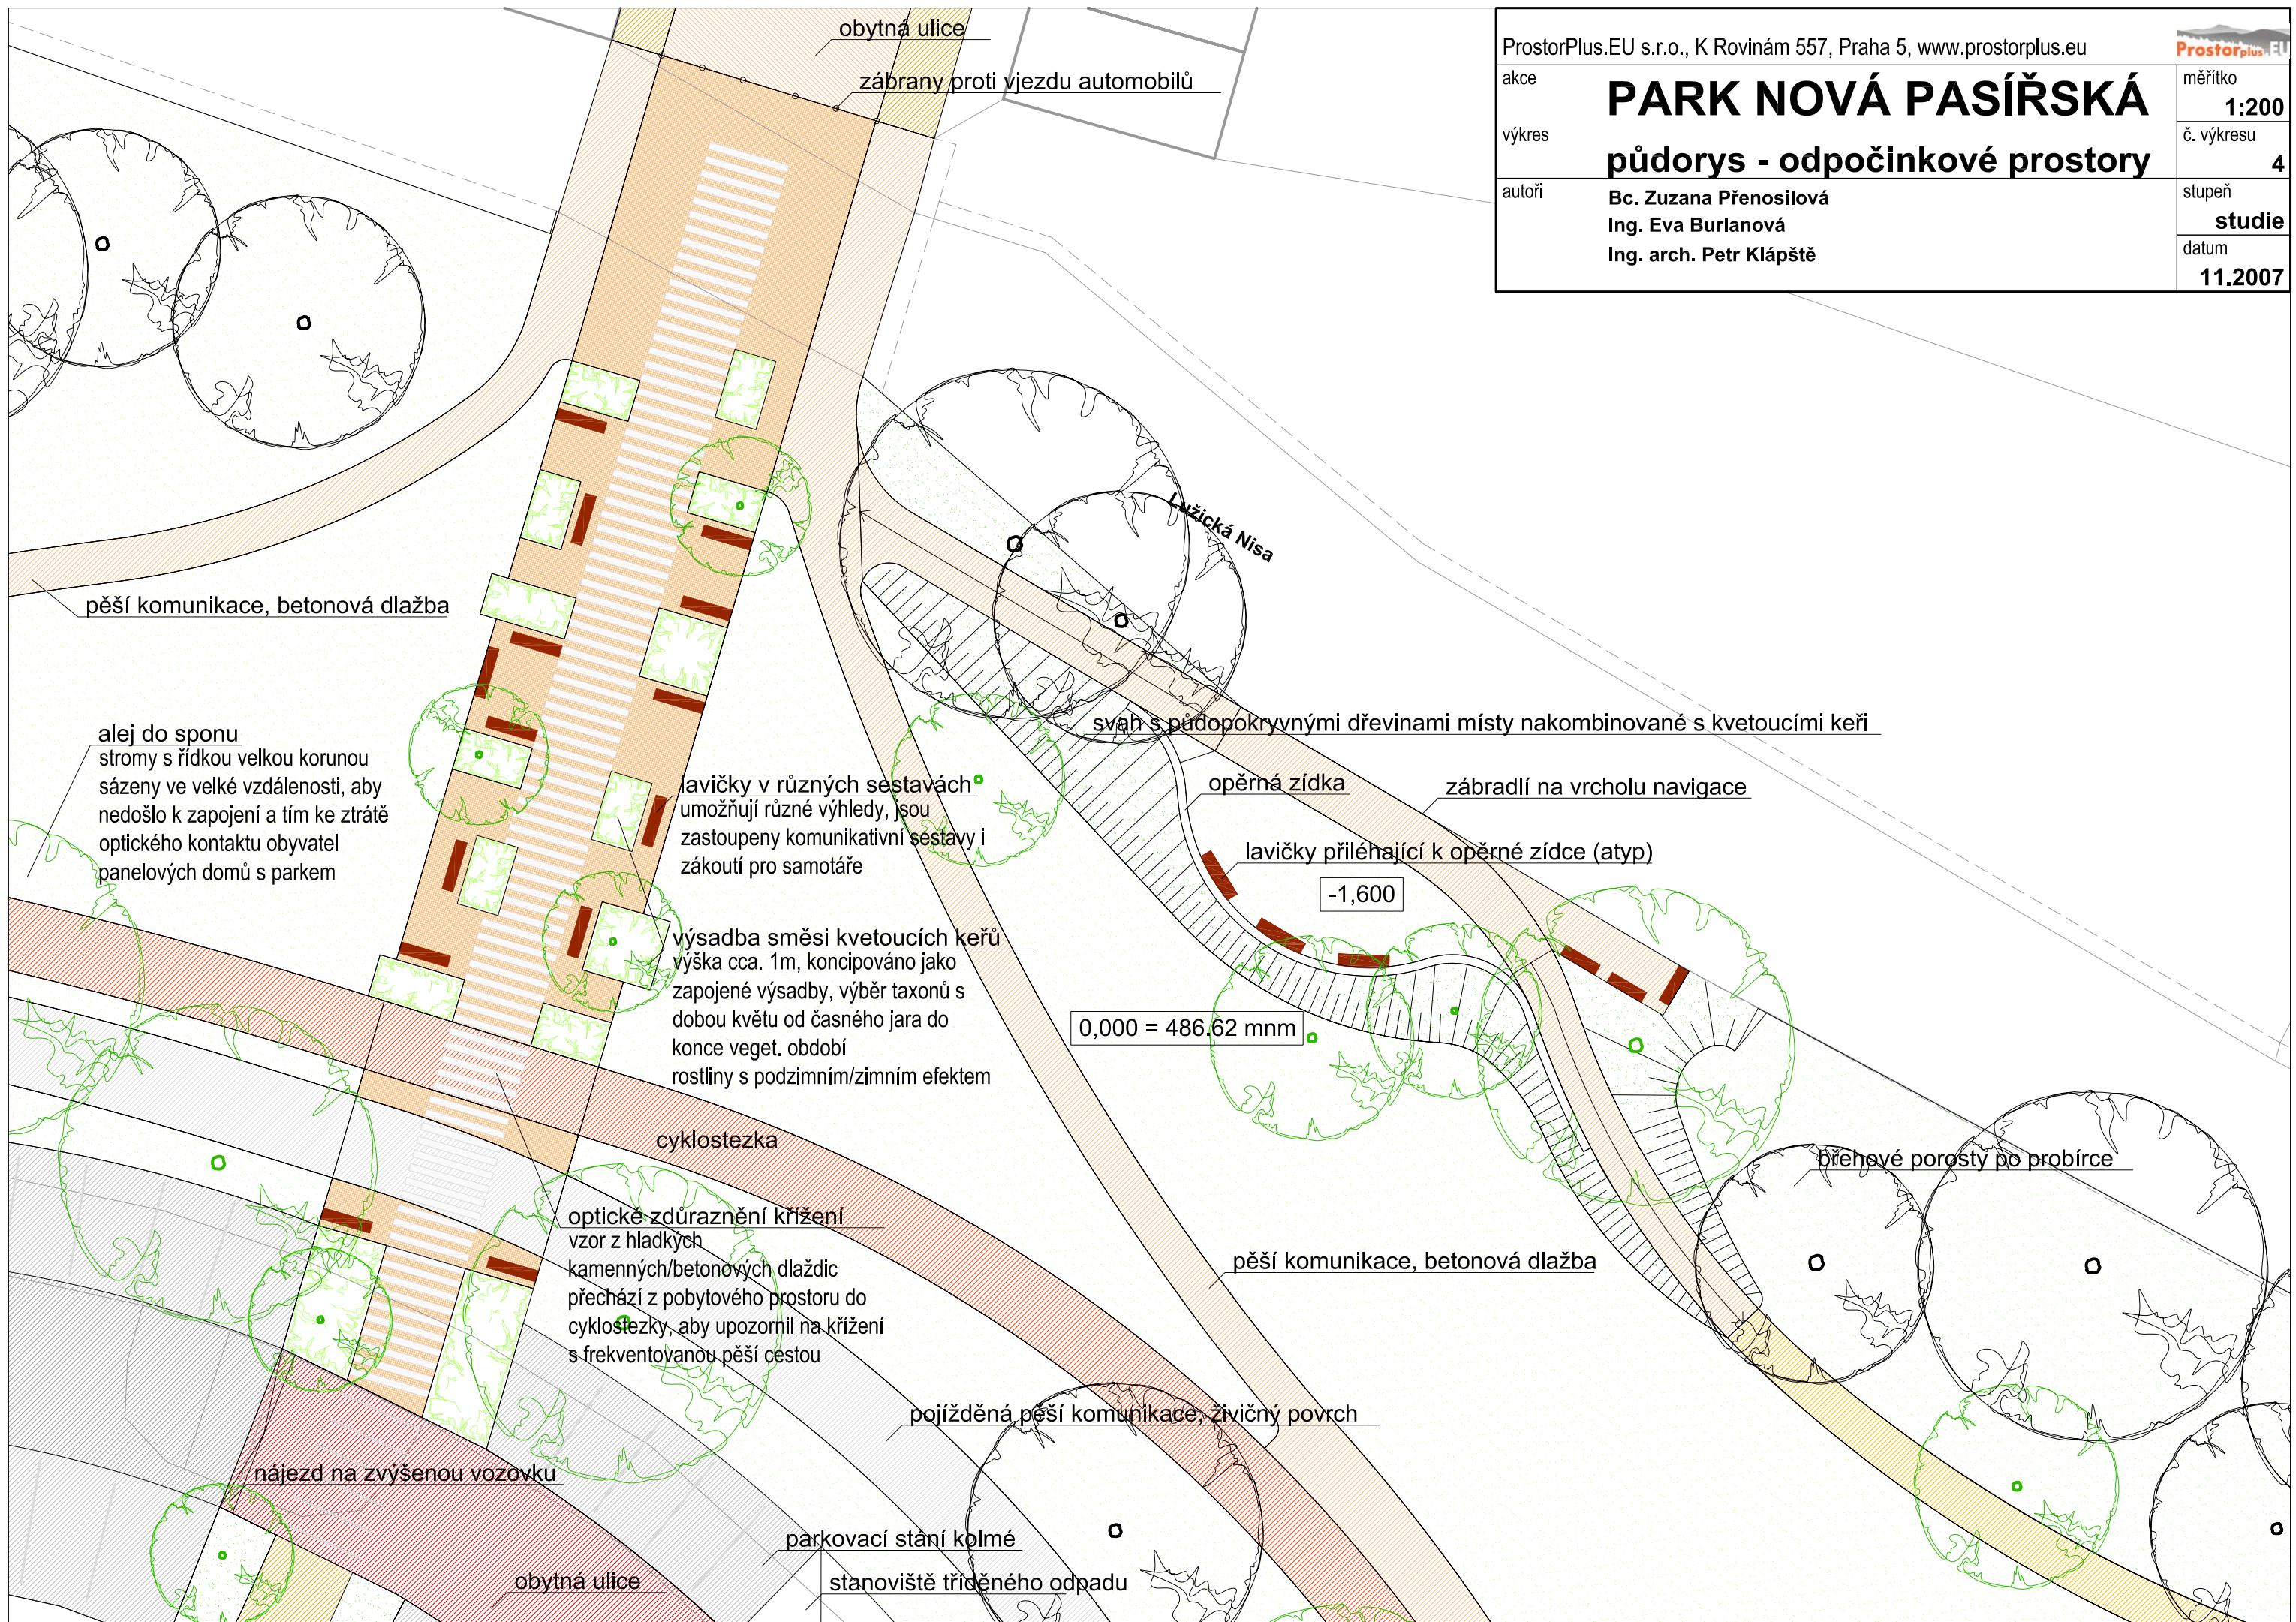 obytná ulice
zábrany proti vjezdu automobilů
ProstorPlus.EU s.r.o., K Rovinám 557, Praha 5, www.prostorplus.eu
Prostorplus.EU
akce
PARK NOVÁ PASÍŘSKÁ
měřítko
1:200
výkres
půdorys - odpočinkové prostory
č. výkresu
4
autoři
Bc. Zuzana Přenosilová
Ing. Eva Burianová
Ing. arch. Petr Klápště
stupeň
studie
datum
11.2007
Lužická Nisa
pěší komunikace, betonová dlažba
alej do sponu
stromy s řídkou velkou korunou
sázeny ve velké vzdálenosti, aby
nedošlo k zapojení a tím ke ztrátě
optického kontaktu obyvatel
panelových domů s parkem
svah s půdopokryvnými dřevinami místy nakombinované s kvetoucími keři
opěrná zídka
zábradlí na vrcholu navigace
lavičky v různých sestavách
umožňují různé výhledy, jsou
zastoupeny komunikativní sestavy i
zákoutí pro samotáře
lavičky přiléhající k opěrné zídce (atyp)
-1,600
výsadba směsi kvetoucích keřů
výška cca. 1m, koncipováno jako
zapojené výsadby, výběr taxonů s
dobou květu od časného jara do
konce veget. období
rostliny s podzimním/zimním efektem
0,000 = 486.62 mnm
cyklostezka
břehové porosty po probírce
optické zdůraznění křížení
vzor z hladkých
kamenných/betonových dlaždic
přechází z pobytového prostoru do
cyklostezky, aby upozornil na křížení
s frekventovanou pěší cestou
pěší komunikace, betonová dlažba
pojížděná pěší komunikace, živičný povrch
nájezd na zvýšenou vozovku
parkovací stání kolmé
obytná ulice
stanoviště tříděného odpadu